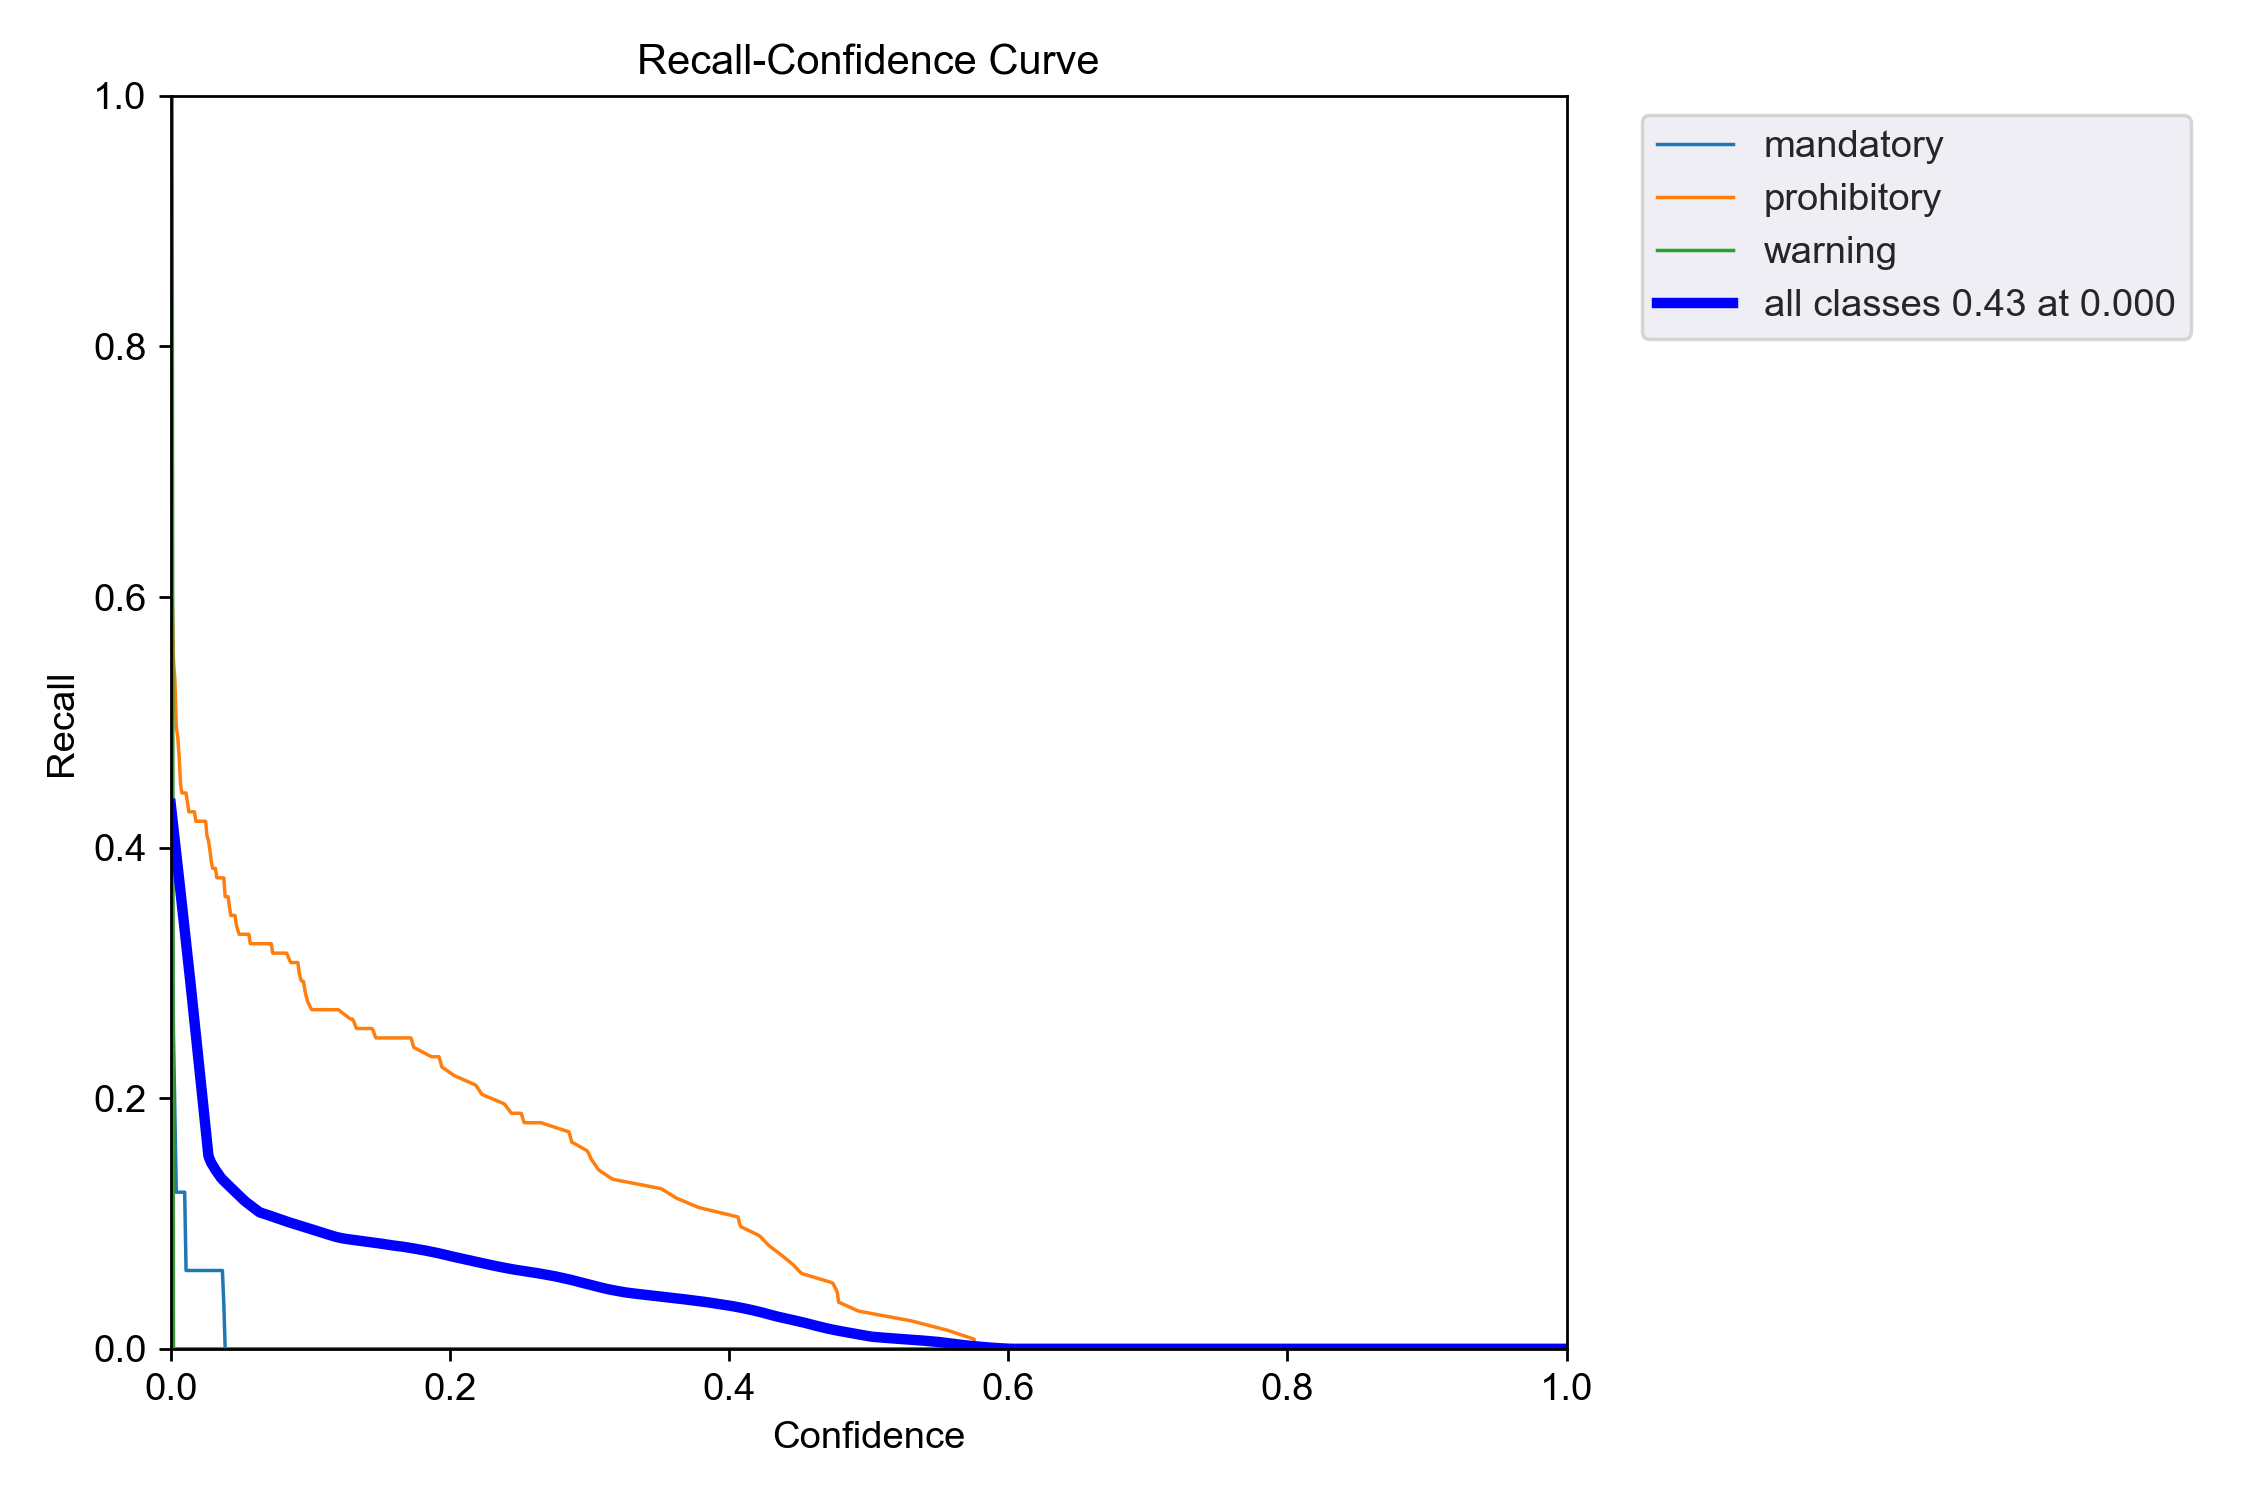 Recall-Confidence Curve
1.0
0.8
0.6
0.4
0.2
0.0
Recall
0.0 0.2 0.4 0.6 0.8 1.0
Confidence
mandatory
prohibitory
warning
all classes 0.43 at 0.000